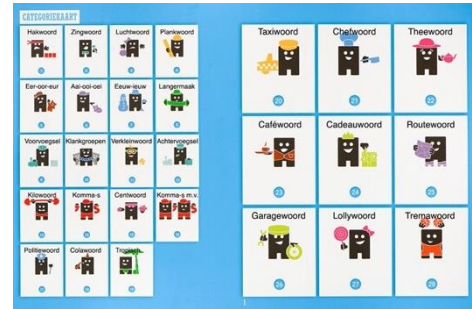 CATEGORIEKAART
Hakwoord Zingwoord Luchtwoord Plankwoord
Eer-oor-eur Aai-ooi-oei Eeuw-ieuw Langermaak
Voorvoegsel Klankgroepen Verkleinwoord Achtervoegsel
Kilowoord Komma-s Centwoord Komma-s m.v.
Politiewoord Colawoord
Taxiwoord Chefwoord Theewoord
20 21 22
Caféwoord Cadeauwoord Routewoord
23 24 25
Garagewoord Lollywoord Tremawoord
26 27 28